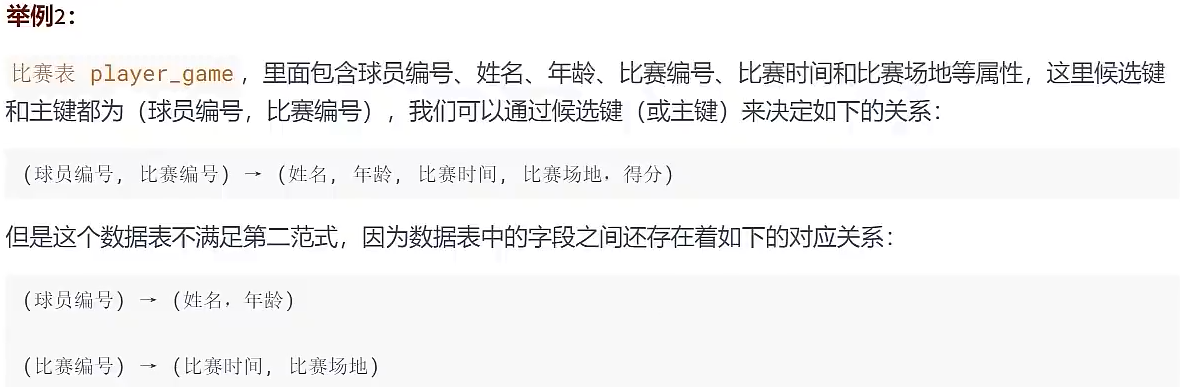 举例2：
比赛表 player_game ，里面包含球员编号、姓名、年龄、比赛编号、比赛时间和比赛场地等属性，这里候选键
和主键都为（球员编号，比赛编号），我们可以通过候选键（或主键）来决定如下的关系：
(球员编号, 比赛编号) → (姓名, 年龄, 比赛时间, 比赛场地，得分)
但是这个数据表不满足第二范式，因为数据表中的字段之间还存在着如下的对应关系：
(球员编号) → (姓名，年龄)
(比赛编号) → (比赛时间, 比赛场地)